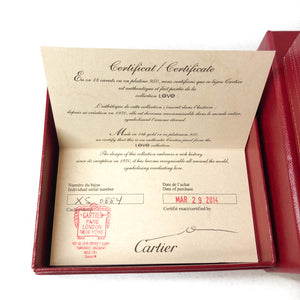 Certificat / Certificate
En or 18 carats ou en platine 950, nous certifions que ce bijou Cartier
est authentique et fait partie de la
collection LOVE
L'esthétique de cette collection s'inscrit dans l'histoire
depuis sa création en 1970, elle est devenue reconnaissable dans le monde entier
symbolisant l'amour éternel.
Made in 18k gold or in platinum 950,
we certify that this is an authentic Cartier product from the
LOVE collection
The design of this collection embraces a rich history
since its conception in 1970, it has become recognizable all around the world,
symbolizing everlasting love.
Numéro du bijou
Individual serial number
Date de l'achat
Date of purchase
XS 0884
MAR 29 2014
Certifié exact/certified by
CARTIER
PARIS
LONDON
NEW YORK
Cartier